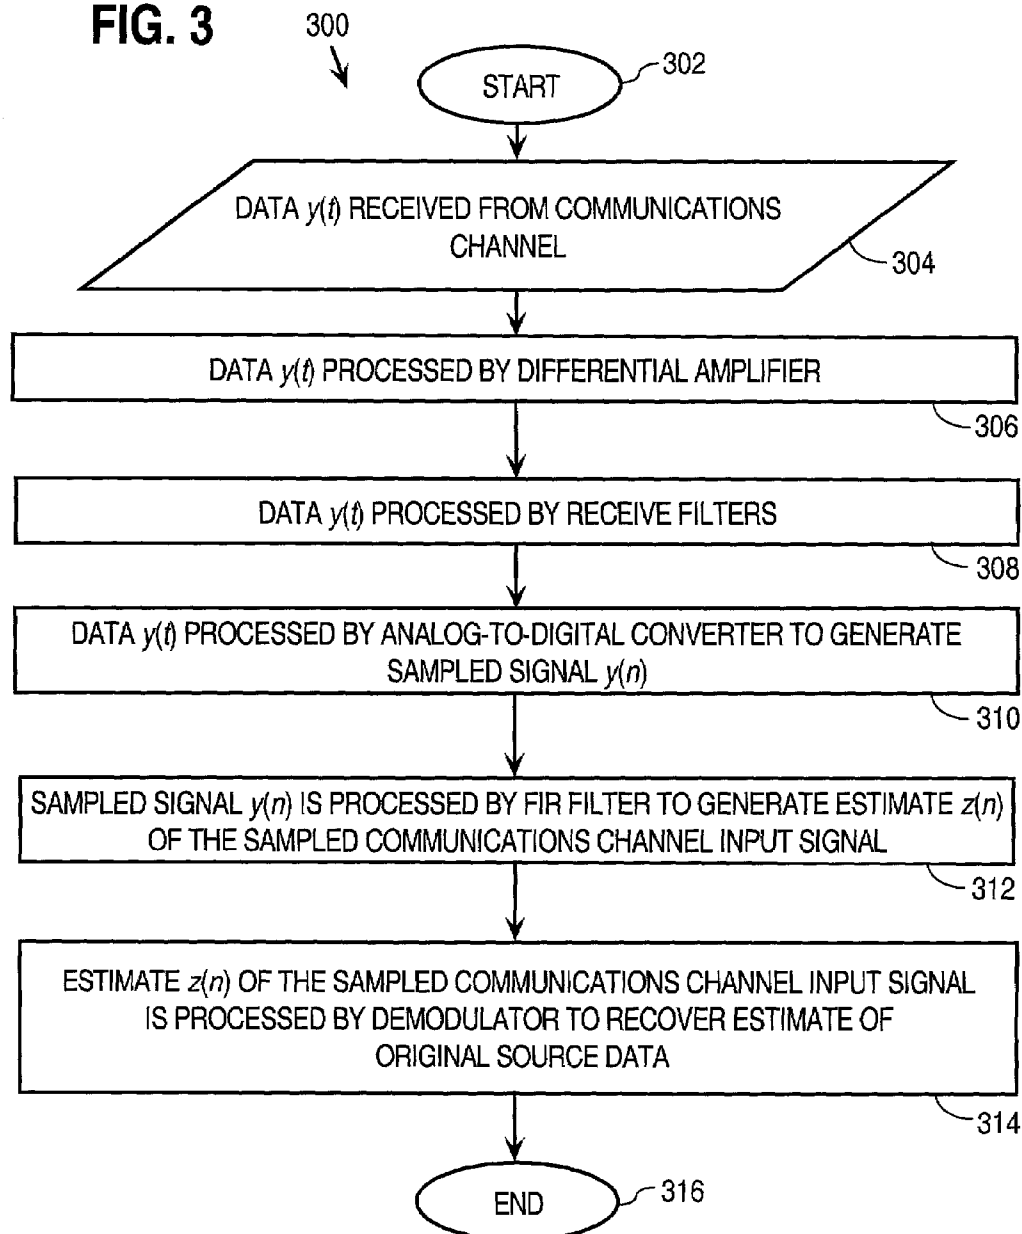 FIG. 3
300
START
302
DATA y(t) RECEIVED FROM COMMUNICATIONS
CHANNEL
304
DATA y(t) PROCESSED BY DIFFERENTIAL AMPLIFIER
306
DATA y(t) PROCESSED BY RECEIVE FILTERS
308
DATA y(t) PROCESSED BY ANALOG-TO-DIGITAL CONVERTER TO GENERATE
SAMPLED SIGNAL y(n)
310
SAMPLED SIGNAL y(n) IS PROCESSED BY FIR FILTER TO GENERATE ESTIMATE z(n)
OF THE SAMPLED COMMUNICATIONS CHANNEL INPUT SIGNAL
312
ESTIMATE z(n) OF THE SAMPLED COMMUNICATIONS CHANNEL INPUT SIGNAL
IS PROCESSED BY DEMODULATOR TO RECOVER ESTIMATE OF
ORIGINAL SOURCE DATA
314
END
316